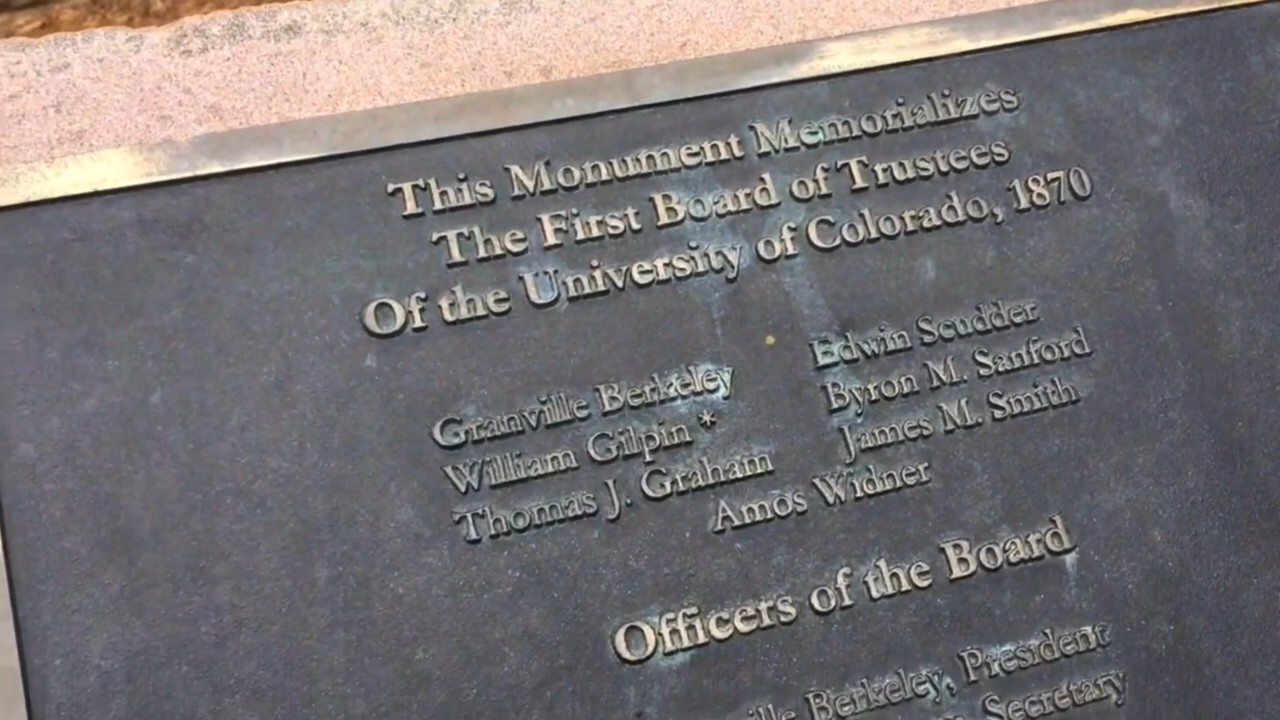 This Monument Memorializes
The First Board of Trustees
Of the University of Colorado, 1870
Granville Berkeley
William Gilpin *
Thomas J. Graham
Edwin Scudder
Byron M. Sanford
James M. Smith
Amos Widner
Officers of the Board
Berkeley, President
Secretary